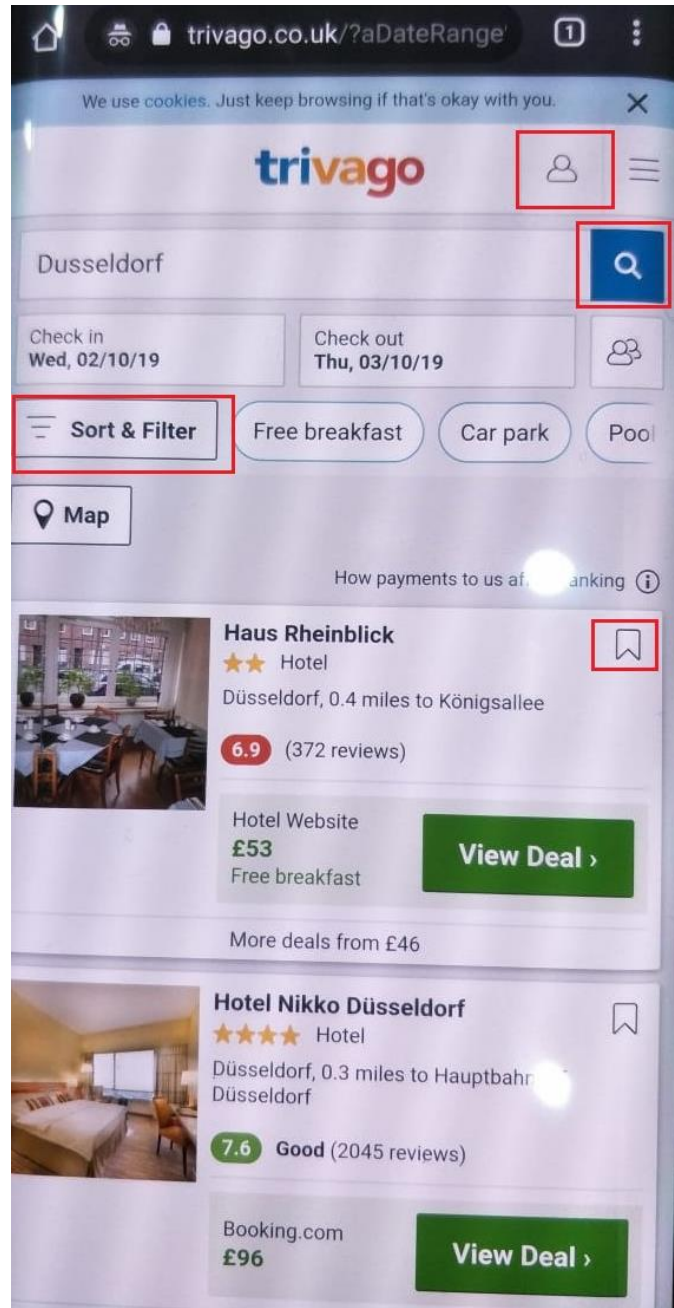 trivago.co.uk/?aDateRange
1
We use cookies. Just keep browsing if that's okay with you.
trivago
Dusseldorf
Check in
Wed, 02/10/19
Check out
Thu, 03/10/19
Sort & Filter
Free breakfast
Car park
Pool
Map
How payments to us
Haus Rheinblick
Hotel
Düsseldorf, 0.4 miles to Königsallee
6.9 (372 reviews)
Hotel Website
£53
Free breakfast
View Deal ›
More deals from £46
Hotel Nikko Düsseldorf
Hotel
Düsseldorf, 0.3 miles to
Düsseldorf
7.6 Good (2045 reviews)
Booking.com
£96
View Deal ›